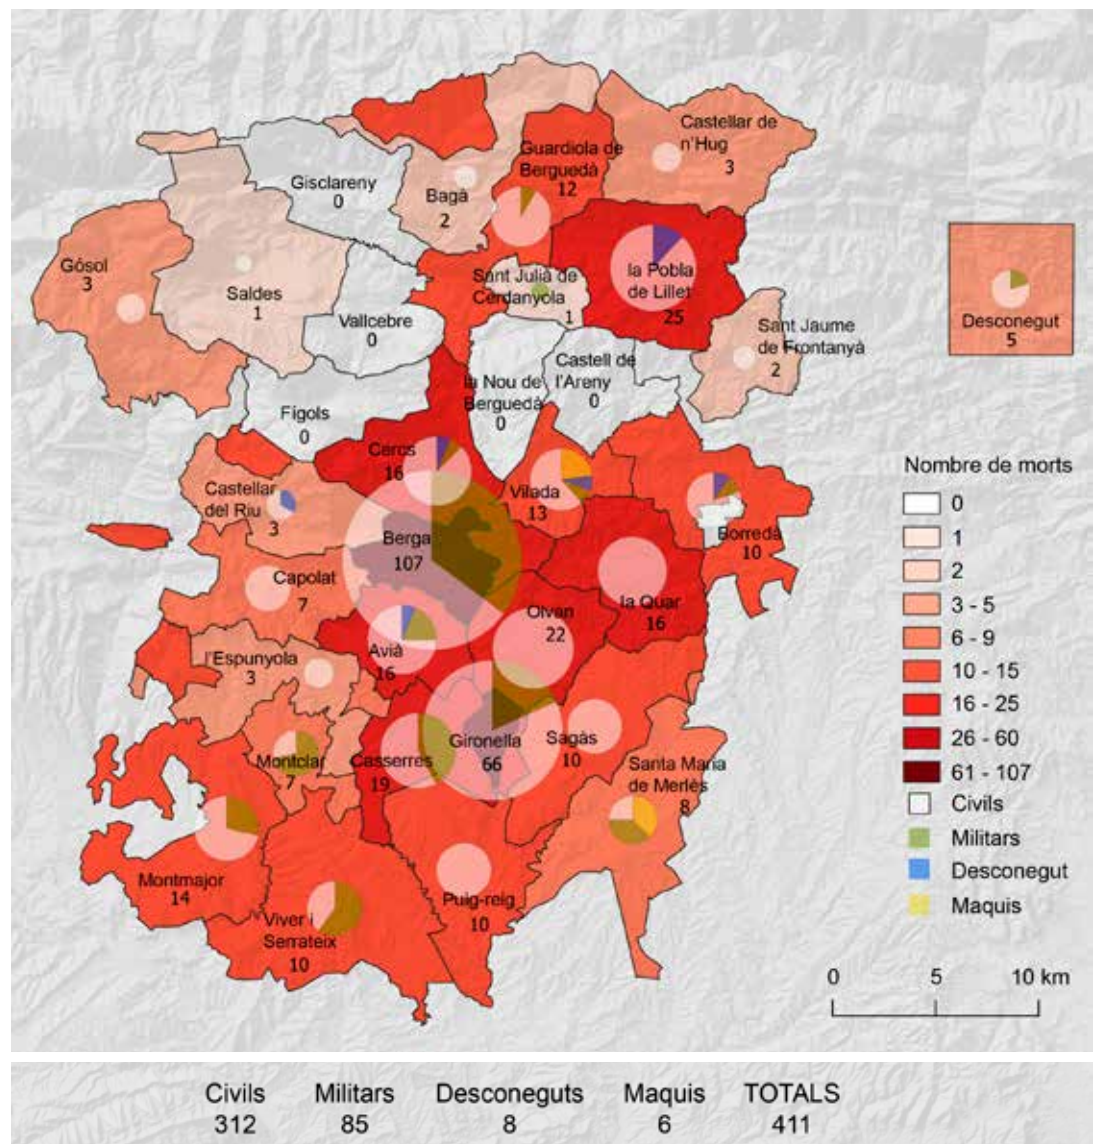 Castellar de
n'Hug
3
Guardiola de
Berguedà
12
Gisclareny
0
Bagà
2
Gósol
3
Saldes
1
Vallcebre
0
Sant Julià de
Cerdanyola
1
la Pobla
de Lillet
25
Sant Jaume
de Frontanyà
2
Desconegut
5
Fígols
0
la Nou de
Berguedà
0
Castell de
l'Areny
0
Cercs
16
Castellar
del Riu
3
Vilada
13
Borredà
10
Berga
107
Capolat
7
la Quar
16
Olvan
22
Avià
16
l'Espunyola
3
Montclar
7
Casserres
19
Gironella
66
Sagàs
10
Santa Maria
de Merlès
8
Montmajor
14
Viver i
Serrateix
10
Puig-reig
10
Nombre de morts
0
1
2
3 - 5
6 - 9
10 - 15
16 - 25
26 - 60
61 - 107
Civils
Militars
Desconegut
Maquis
0 5 10 km
Civils Militars Desconeguts Maquis TOTALS
312 85 8 6 411